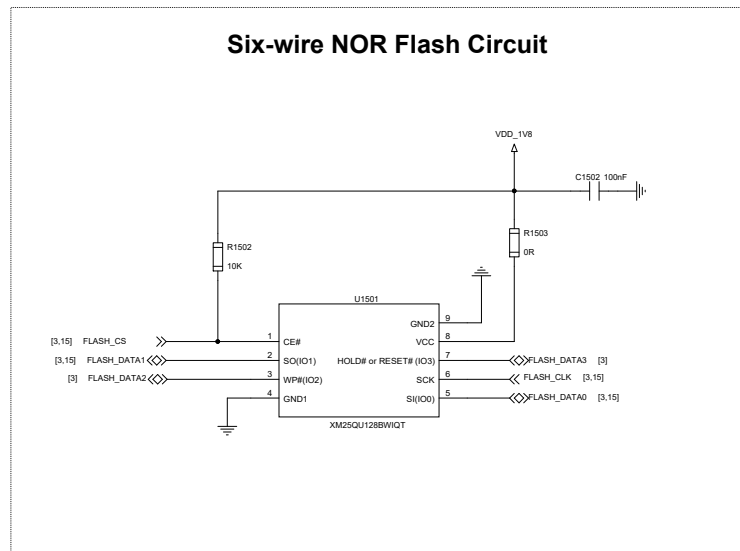 Six-wire NOR Flash Circuit
VDD_1V8
C1502 100nF
R1502
10K
R1503
0R
U1501
GND2 9
[3,15] FLASH_CS 1 CE# VCC 8
[3,15] FLASH_DATA1 2 SO(IO1) HOLD# or RESET# (IO3) 7 FLASH_DATA3 [3]
[3] FLASH_DATA2 3 WP#(IO2) SCK 6 FLASH_CLK [3,15]
4 GND1 SI(IO0) 5 FLASH_DATA0 [3,15]
XM25QU128BWIQT